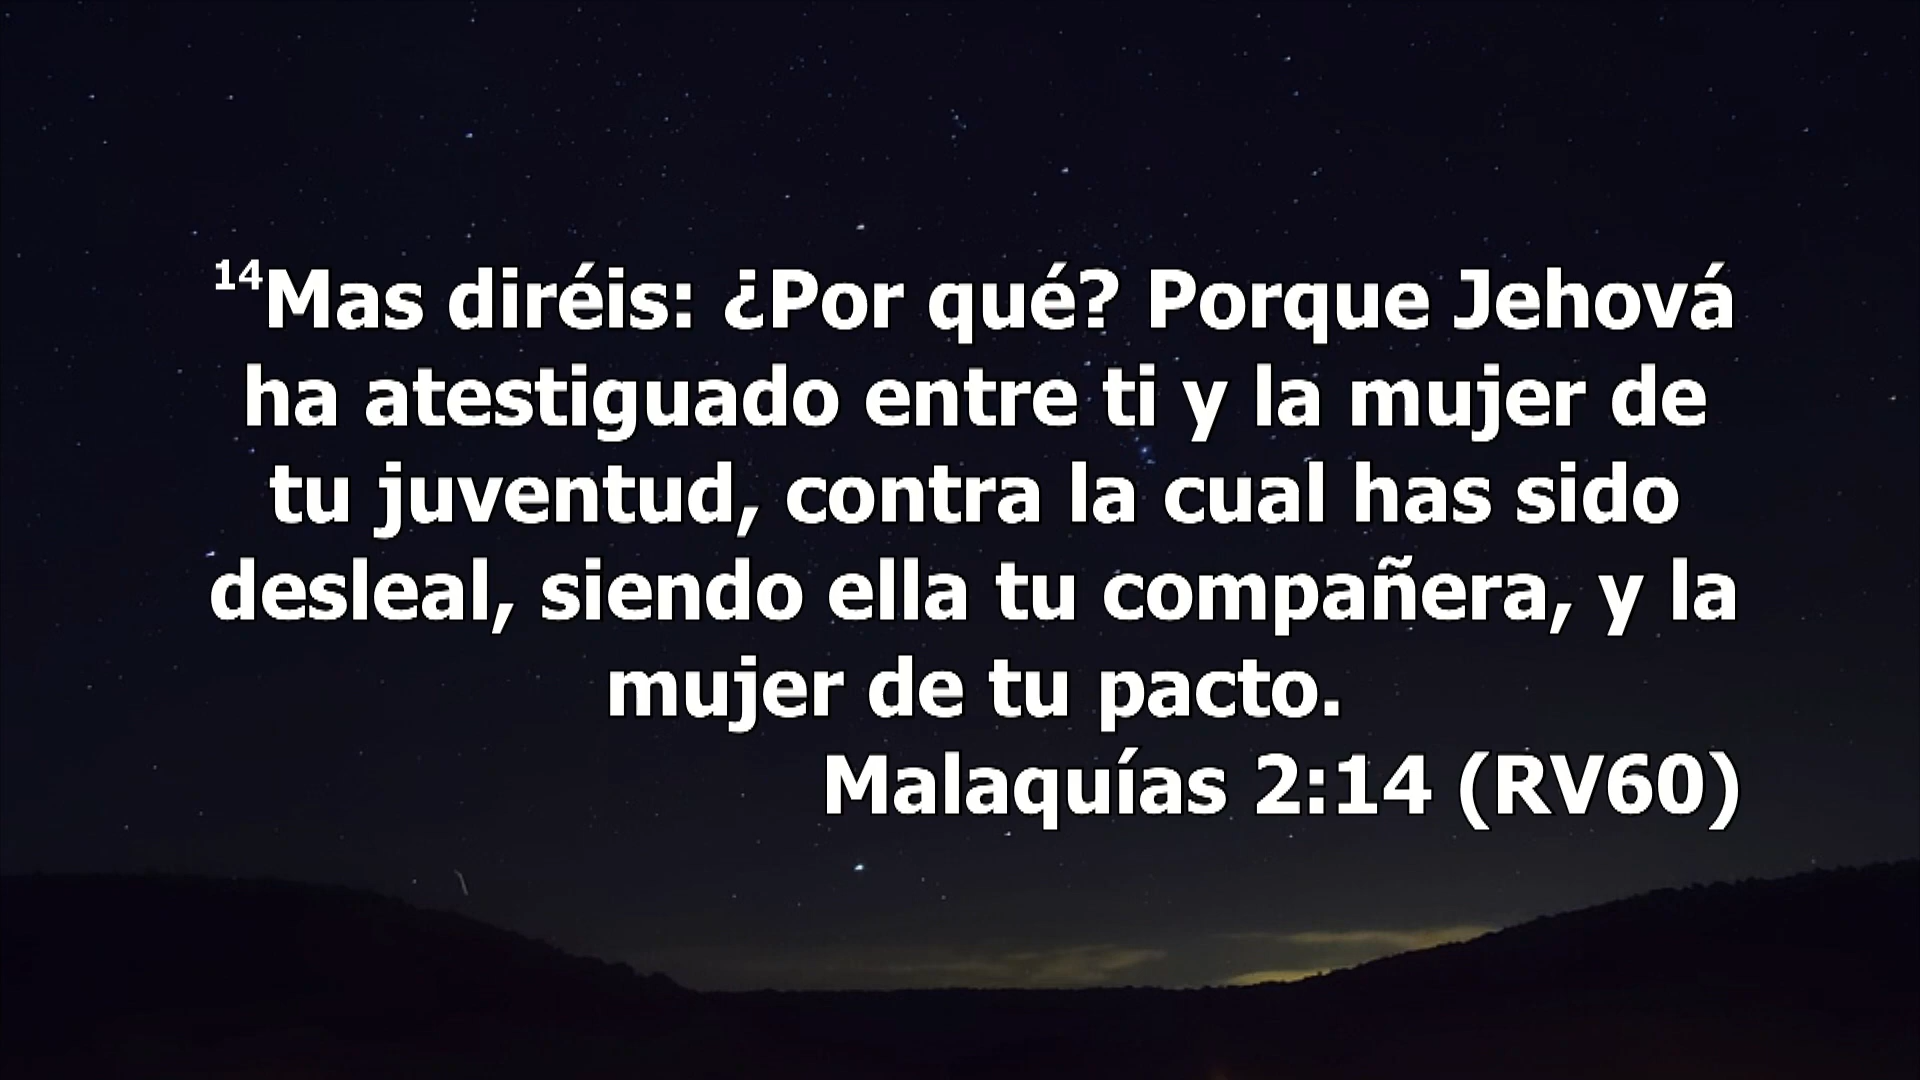 14Mas diréis: ¿Por qué? Porque Jehová
ha atestiguado entre ti y la mujer de
tu juventud, contra la cual has sido
desleal, siendo ella tu compañera, y la
mujer de tu pacto.
Malaquías 2:14 (RV60)